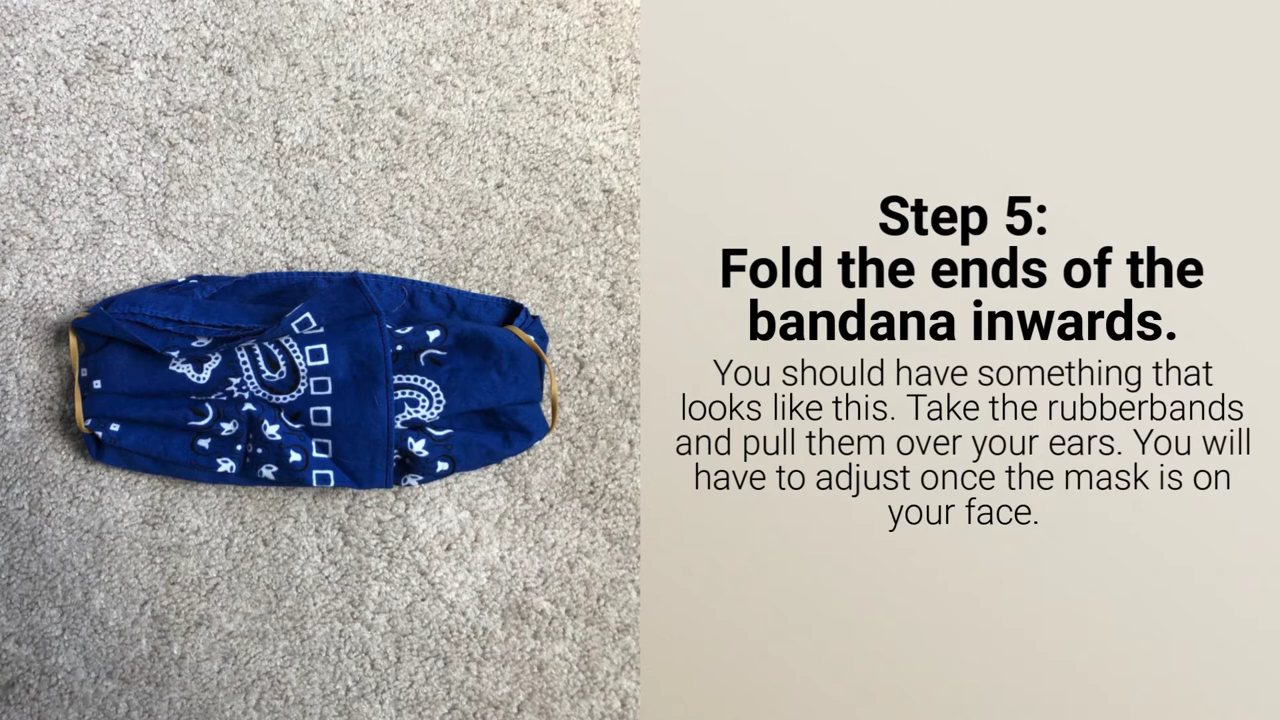 Step 5:
Fold the ends of the
bandana inwards.
You should have something that
looks like this. Take the rubberbands
and pull them over your ears. You will
have to adjust once the mask is on
your face.